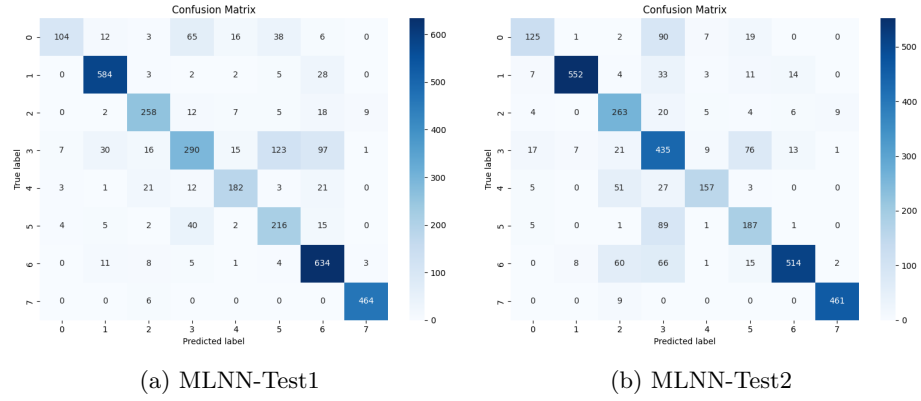 Confusion Matrix
True label
0 104 12 3 65 16 38 6 0
1 0 584 3 2 2 5 28 0
2 0 2 258 12 7 5 18 9
3 7 30 16 290 15 123 97 1
4 3 1 21 12 182 3 21 0
5 4 5 2 40 2 216 15 0
6 0 11 8 5 1 4 634 3
7 0 0 6 0 0 0 0 464
0 1 2 3 4 5 6 7
Predicted label
600
500
400
300
200
100
0
(a) MLNN-Test1
Confusion Matrix
True label
0 125 1 2 90 7 19 0 0
1 7 552 4 33 3 11 14 0
2 4 0 263 20 5 4 6 9
3 17 7 21 435 9 76 13 1
4 5 0 51 27 157 3 0 0
5 5 0 1 89 1 187 1 0
6 0 8 60 66 1 15 514 2
7 0 0 9 0 0 0 0 461
0 1 2 3 4 5 6 7
Predicted label
500
400
300
200
100
0
(b) MLNN-Test2